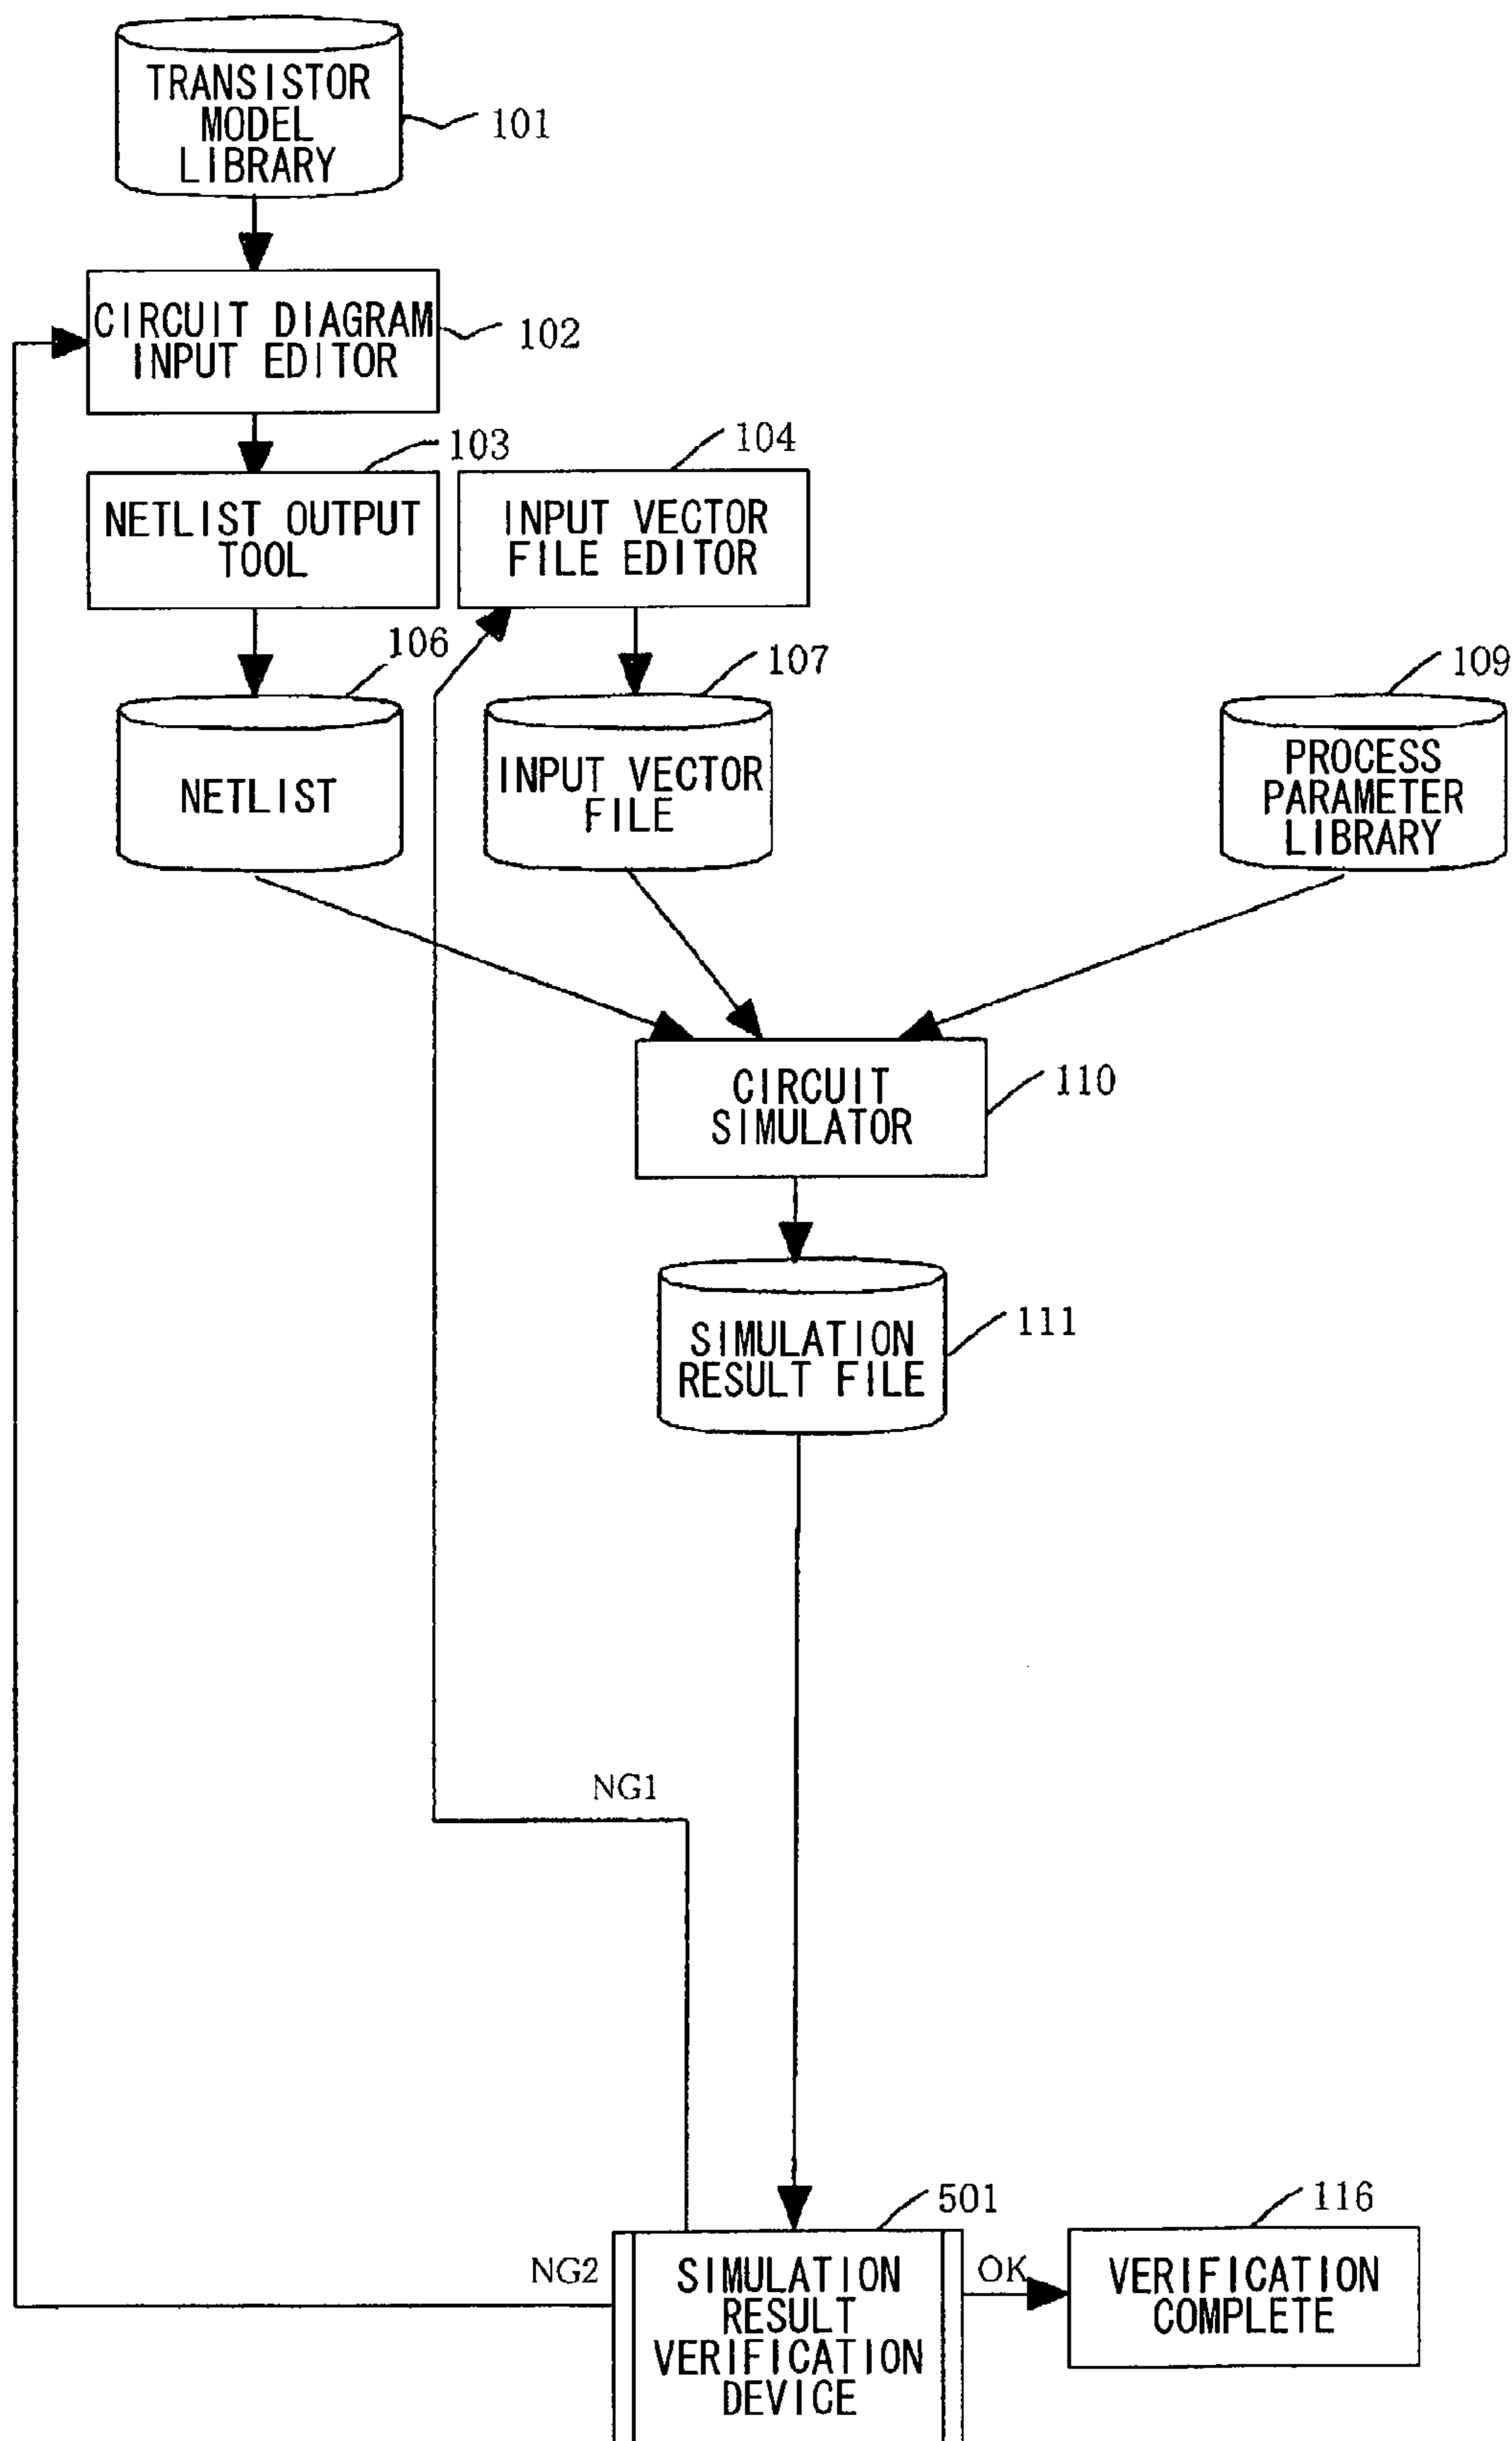 TRANSISTOR
MODEL
LIBRARY
101
CIRCUIT DIAGRAM
INPUT EDITOR
102
103
NETLIST OUTPUT
TOOL
104
INPUT VECTOR
FILE EDITOR
106
NETLIST
107
INPUT VECTOR
FILE
109
PROCESS
PARAMETER
LIBRARY
CIRCUIT
SIMULATOR
110
SIMULATION
RESULT FILE
111
NG1
NG2
501
SIMULATION
RESULT
VERIFICATION
DEVICE
OK
116
VERIFICATION
COMPLETE